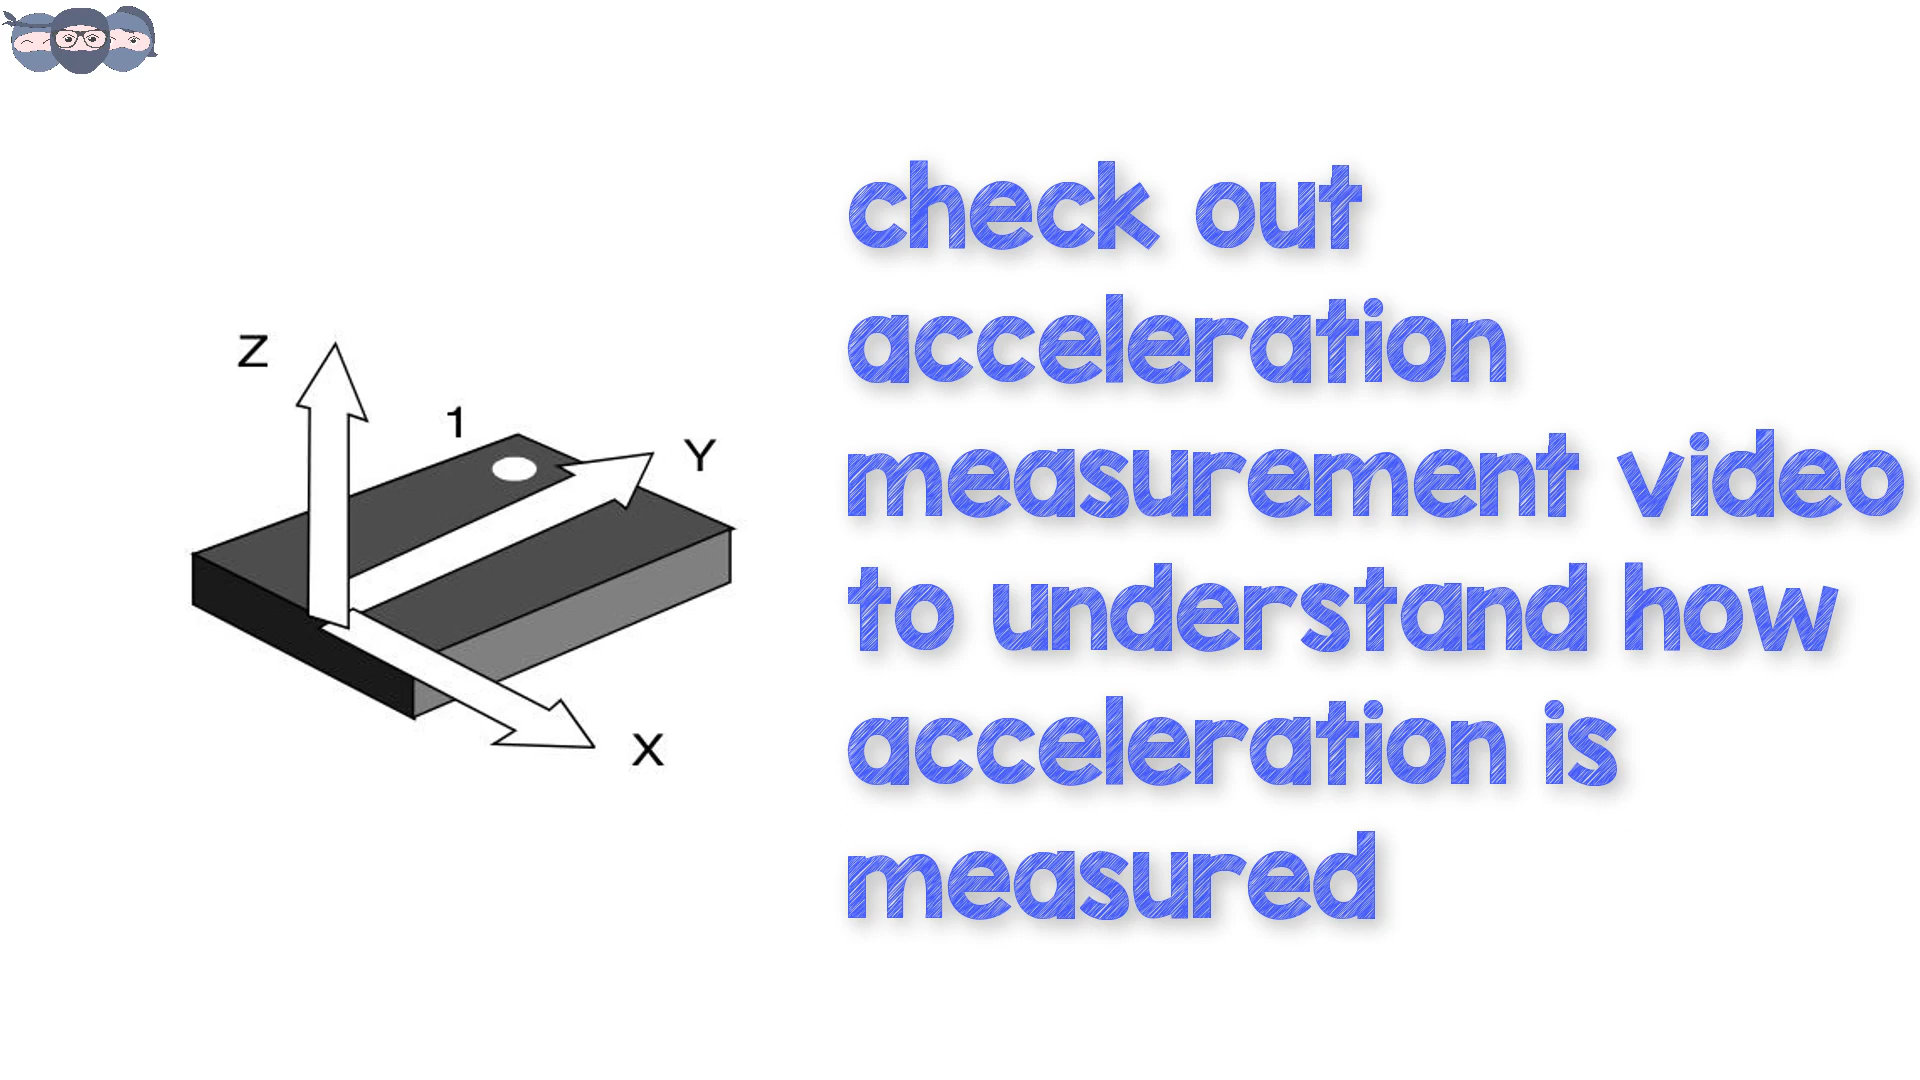 check out
acceleration
measurement video
to understand how
acceleration is
measured
Z
1
Y
X